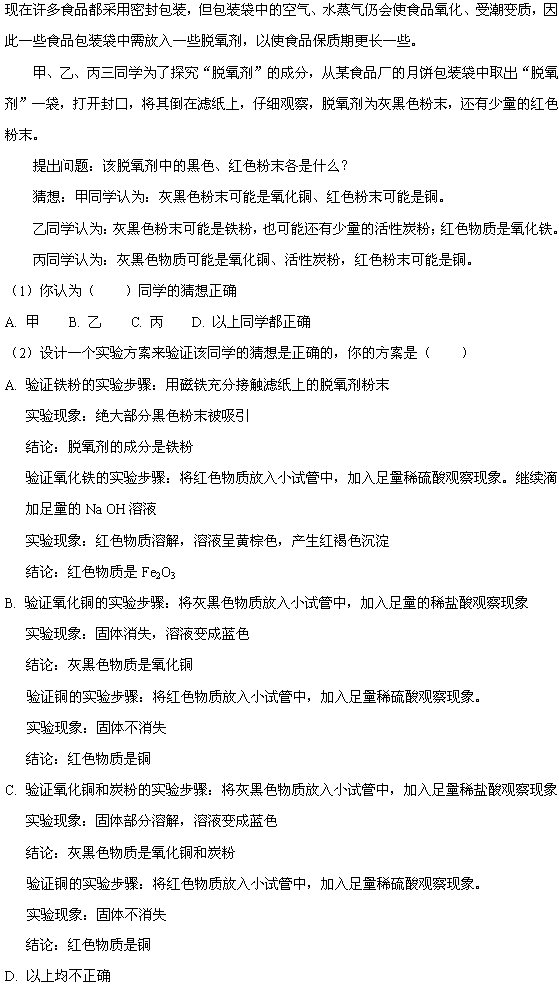 现在许多食品都采用密封包装，但包装袋中的空气、水蒸气仍会使食品氧化、受潮变质，因
此一些食品包装袋中需放入一些脱氧剂，以使食品保质期更长一些。
甲、乙、丙三同学为了探究“脱氧剂”的成分，从某食品厂的月饼包装袋中取出“脱氧
剂”一袋，打开封口，将其倒在滤纸上，仔细观察，脱氧剂为灰黑色粉末，还有少量的红色
粉末。
提出问题：该脱氧剂中的黑色、红色粉末各是什么？
猜想：甲同学认为：灰黑色粉末可能是氧化铜、红色粉末可能是铜。
乙同学认为：灰黑色粉末可能是铁粉，也可能还有少量的活性炭粉；红色物质是氧化铁。
丙同学认为：灰黑色物质可能是氧化铜、活性炭粉，红色粉末可能是铜。
（1）你认为（　　）同学的猜想正确
A. 甲　B. 乙　C. 丙　D. 以上同学都正确
（2）设计一个实验方案来验证该同学的猜想是正确的，你的方案是（　　）
A. 验证铁粉的实验步骤：用磁铁充分接触滤纸上的脱氧剂粉末
实验现象：绝大部分黑色粉末被吸引
结论：脱氧剂的成分是铁粉
验证氧化铁的实验步骤：将红色物质放入小试管中，加入足量稀硫酸观察现象。继续滴
加足量的 Na OH 溶液
实验现象：红色物质溶解，溶液呈黄棕色，产生红褐色沉淀
结论：红色物质是 Fe₂O₃
B. 验证氧化铜的实验步骤：将灰黑色物质放入小试管中，加入足量的稀盐酸观察现象
实验现象：固体消失，溶液变成蓝色
结论：灰黑色物质是氧化铜
验证铜的实验步骤：将红色物质放入小试管中，加入足量稀硫酸观察现象。
实验现象：固体不消失
结论：红色物质是铜
C. 验证氧化铜和炭粉的实验步骤：将灰黑色物质放入小试管中，加入足量稀盐酸观察现象
实验现象：固体部分溶解，溶液变成蓝色
结论：灰黑色物质是氧化铜和炭粉
验证铜的实验步骤：将红色物质放入小试管中，加入足量稀硫酸观察现象。
实验现象：固体不消失
结论：红色物质是铜
D. 以上均不正确